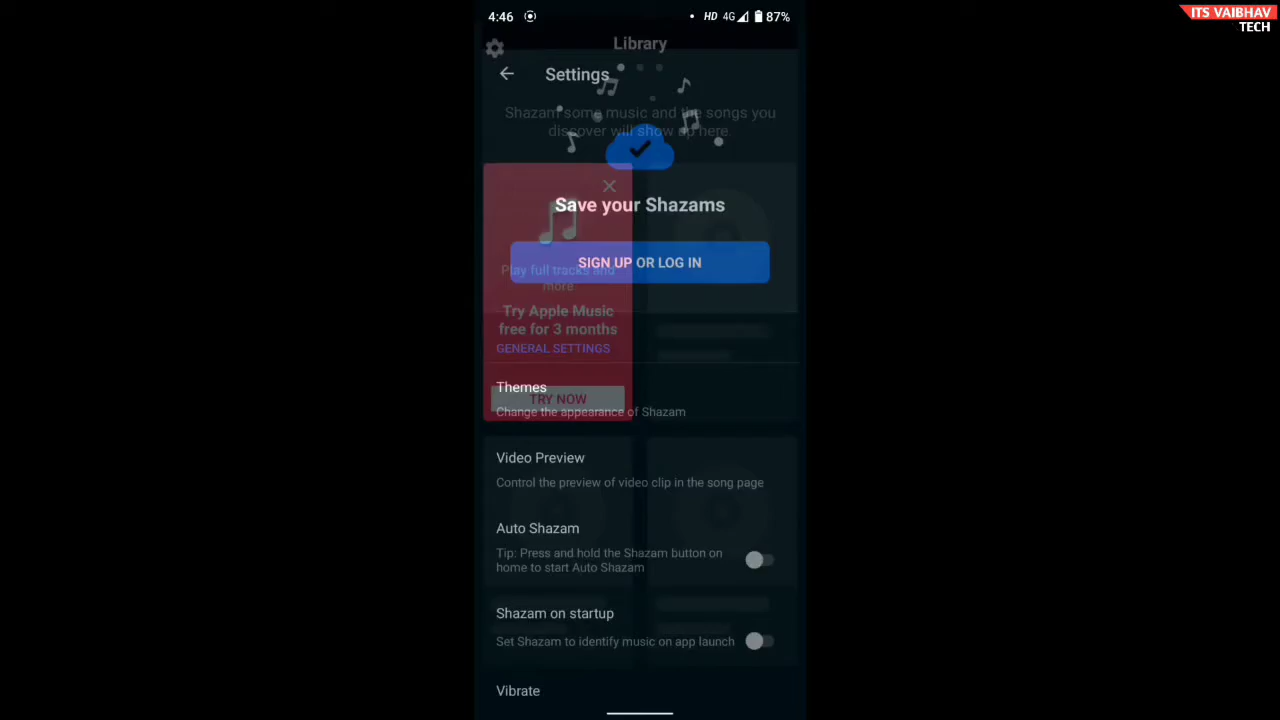 4:46
HD 4G 87%
ITS VAIBHAV
TECH
Library
Settings
Shazam some music and the songs you
discover will show up here.
Save your Shazams
SIGN UP OR LOG IN
Play full tracks and
more
Try Apple Music
free for 3 months
GENERAL SETTINGS
Themes
TRY NOW
Change the appearance of Shazam
Video Preview
Control the preview of video clip in the song page
Auto Shazam
Tip: Press and hold the Shazam button on
home to start Auto Shazam
Shazam on startup
Set Shazam to identify music on app launch
Vibrate